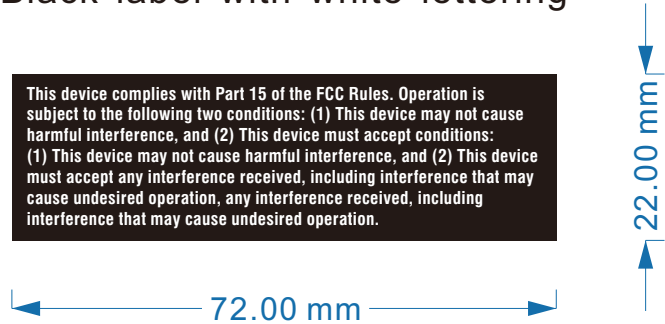 Black label with white lettering
This device complies with Part 15 of the FCC Rules. Operation is
subject to the following two conditions: (1) This device may not cause
harmful interference, and (2) This device must accept conditions:
(1) This device may not cause harmful interference, and (2) This device
must accept any interference received, including interference that may
cause undesired operation, any interference received, including
interference that may cause undesired operation.
22.00 mm
72.00 mm